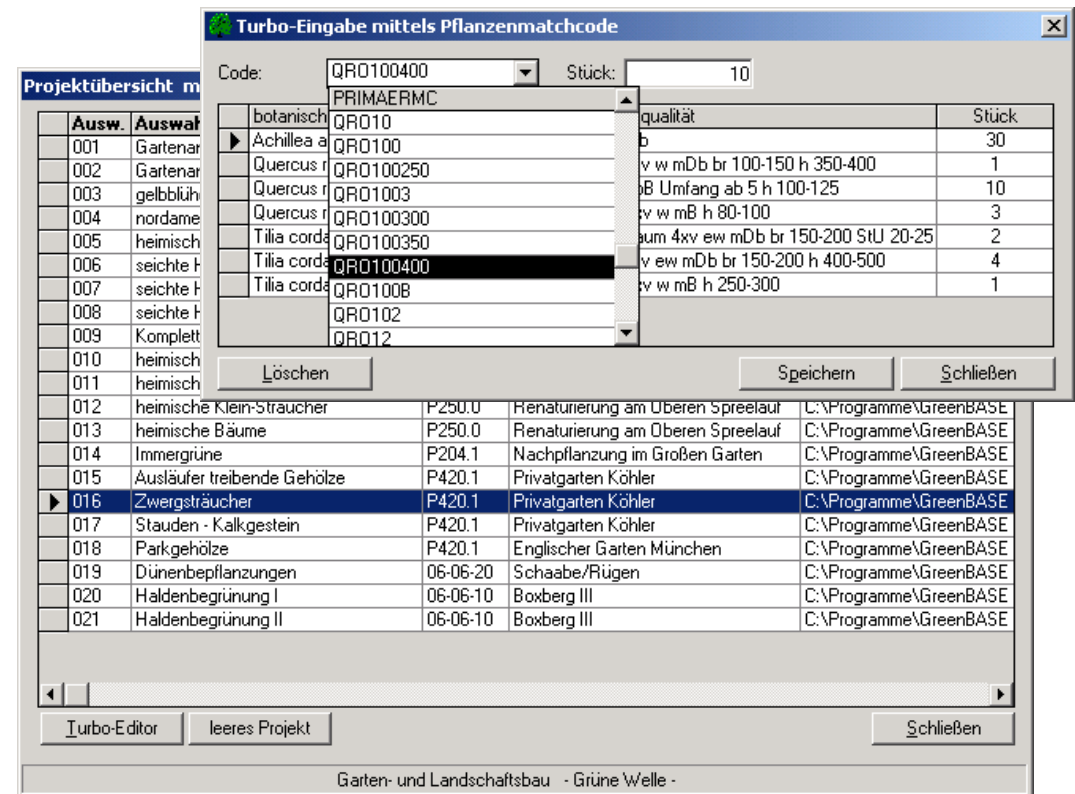 Turbo-Eingabe mittels Pflanzenmatchcode
Code: QRO100400 Stück: 10
PRIMAERMC
QRO10
QRO100
QRO100250
QRO1003
QRO100300
QRO100350
QRO100400
QRO100B
QRO102
QRO12
botanisch qualität Stück
Achillea a b 30
Quercus r v w mDb br 100-150 h 350-400 1
Quercus r B Umfang ab 5 h 100-125 10
Quercus r v w mB h 80-100 3
Tilia corda aum 4xv ew mDb br 150-200 StU 20-25 2
Tilia corda v ew mDb br 150-200 h 400-500 4
Tilia corda v w mB h 250-300 1
Löschen Speichern Schließen
Projektübersicht m
Ausw. Auswahl
001 Gartenar
002 Gartenar
003 gelbblüh
004 nordame
005 heimisch
006 seichte H
007 seichte H
008 seichte H
009 Komplett
010 heimisch
011 heimisch
012 heimische Klein-Sträucher P250.0 Renaturierung am Oberen Spreelauf C:\Programme\GreenBASE
013 heimische Bäume P250.0 Renaturierung am Oberen Spreelauf C:\Programme\GreenBASE
014 Immergrüne P204.1 Nachpflanzung im Großen Garten C:\Programme\GreenBASE
015 Ausläufer treibende Gehölze P420.1 Privatgarten Köhler C:\Programme\GreenBASE
016 Zwergsträucher P420.1 Privatgarten Köhler C:\Programme\GreenBASE
017 Stauden - Kalkgestein P420.1 Privatgarten Köhler C:\Programme\GreenBASE
018 Parkgehölze P420.1 Englischer Garten München C:\Programme\GreenBASE
019 Dünenbepflanzungen 06-06-20 Schaabe/Rügen C:\Programme\GreenBASE
020 Haldenbegrünung I 06-06-10 Boxberg III C:\Programme\GreenBASE
021 Haldenbegrünung II 06-06-10 Boxberg III C:\Programme\GreenBASE
Turbo-Editor leeres Projekt Schließen
Garten- und Landschaftsbau - Grüne Welle -